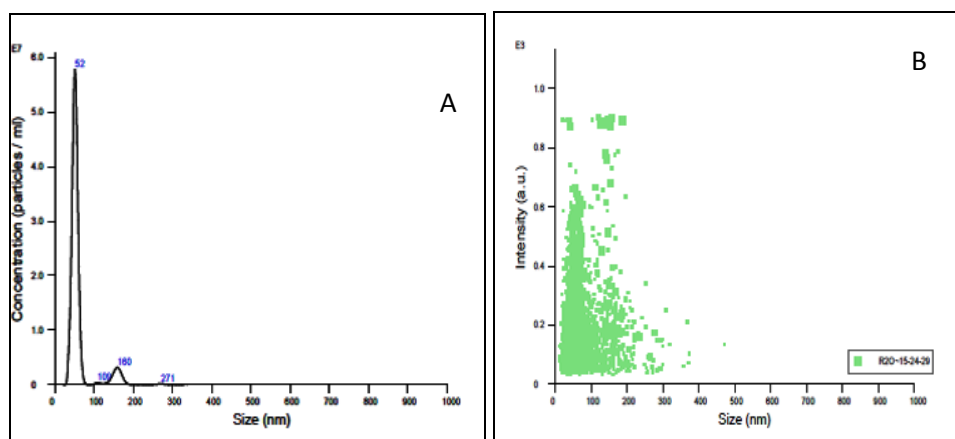 A
E7
Concentration (particles / ml)
6.0
5.0
4.0
3.0
2.0
1.0
0
52
109
160
271
0 100 200 300 400 500 600 700 800 900 1000
Size (nm)
B
E3
Intensity (a.u.)
1.0
0.8
0.6
0.4
0.2
0
0 100 200 300 400 500 600 700 800 900 1000
Size (nm)
R2O~15-24-29